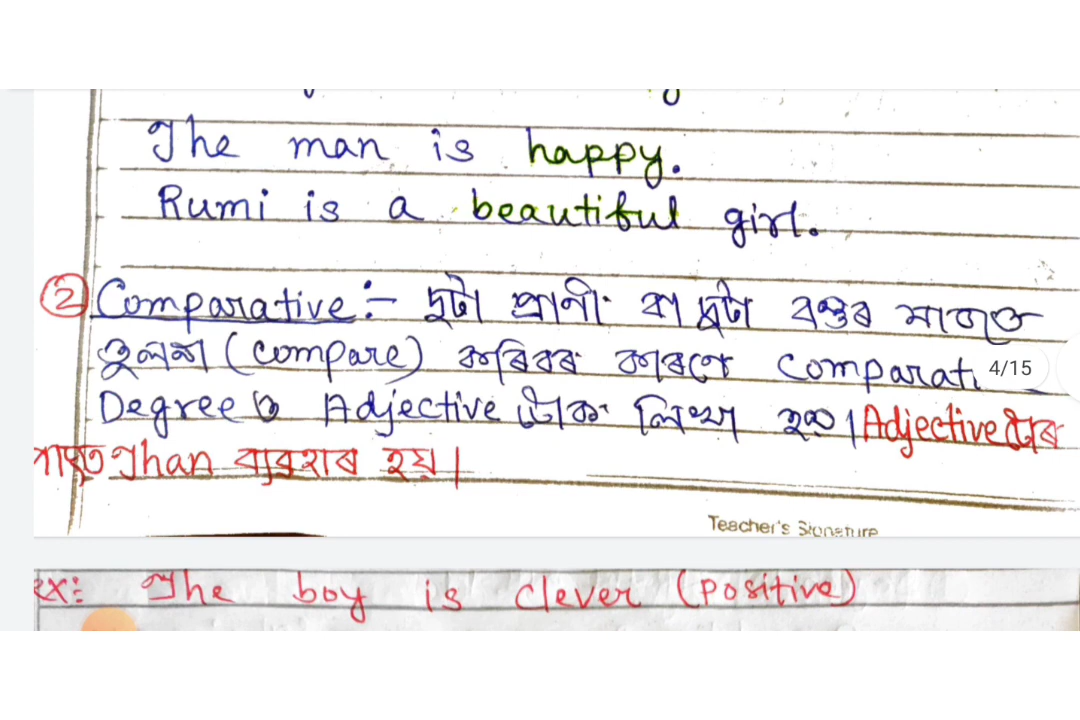 The man is happy.
Rumi is a beautiful girl.
② Comparative :- দুটা প্ৰাণী বা দুটা বস্তুৰ মাজত
তুলনা (compare) কৰিবৰ কাৰণে Comparati 4/15
Degree ত Adjective টোক লিখা হয়। Adjective টোৰ
পাছত Than ব্যৱহাৰ হয়।
Teacher's Signature
Ex: The boy is clever (positive)